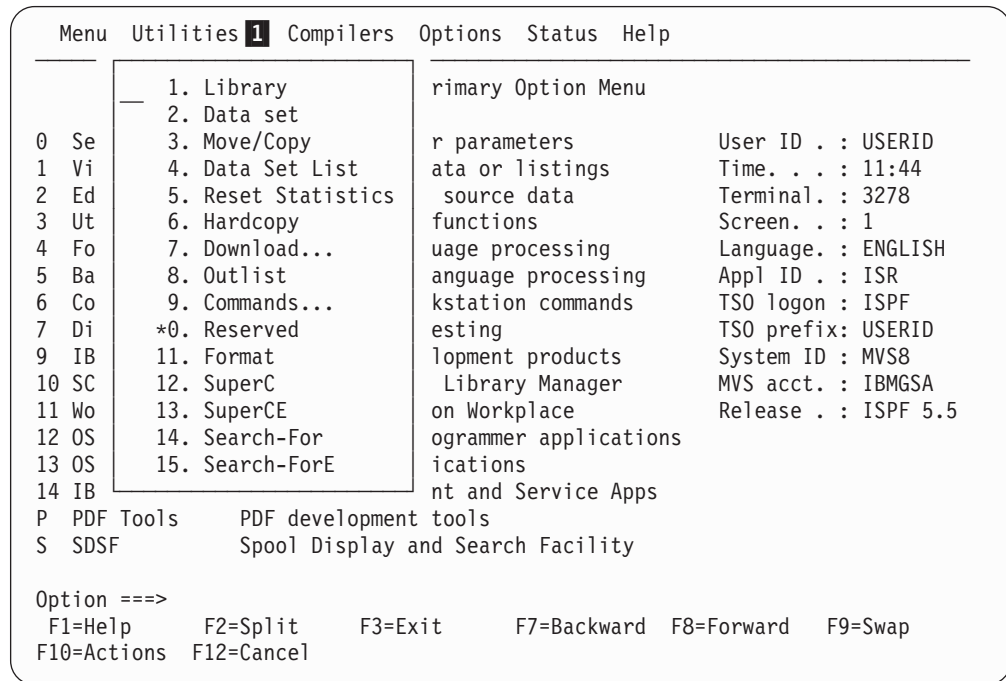 Menu Utilities 1 Compilers Options Status Help
__ 1. Library rimary Option Menu
2. Data set
0 Se 3. Move/Copy r parameters User ID . : USERID
1 Vi 4. Data Set List ata or listings Time. . . : 11:44
2 Ed 5. Reset Statistics source data Terminal. : 3278
3 Ut 6. Hardcopy functions Screen. . : 1
4 Fo 7. Download... uage processing Language. : ENGLISH
5 Ba 8. Outlist anguage processing Appl ID . : ISR
6 Co 9. Commands... kstation commands TSO logon : ISPF
7 Di *0. Reserved esting TSO prefix: USERID
9 IB 11. Format lopment products System ID : MVS8
10 SC 12. SuperC Library Manager MVS acct. : IBMGSA
11 Wo 13. SuperCE on Workplace Release . : ISPF 5.5
12 OS 14. Search-For ogrammer applications
13 OS 15. Search-ForE ications
14 IB nt and Service Apps
P PDF Tools PDF development tools
S SDSF Spool Display and Search Facility
Option ===>
F1=Help F2=Split F3=Exit F7=Backward F8=Forward F9=Swap
F10=Actions F12=Cancel